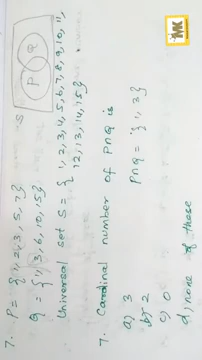 7. P = { 1, 2, 3, 5, 7}
Q = { 1, 3, 6, 10, 15}
Universal set S = { 1, 2, 3, 4, 5, 6, 7, 8, 9, 10, 11,
12, 13, 14, 15}
S
P Q
7. Cardinal number of P∩Q is
a) 3
b) 2
P∩Q = { 1, 3}
c) 0
d) none of these
MK